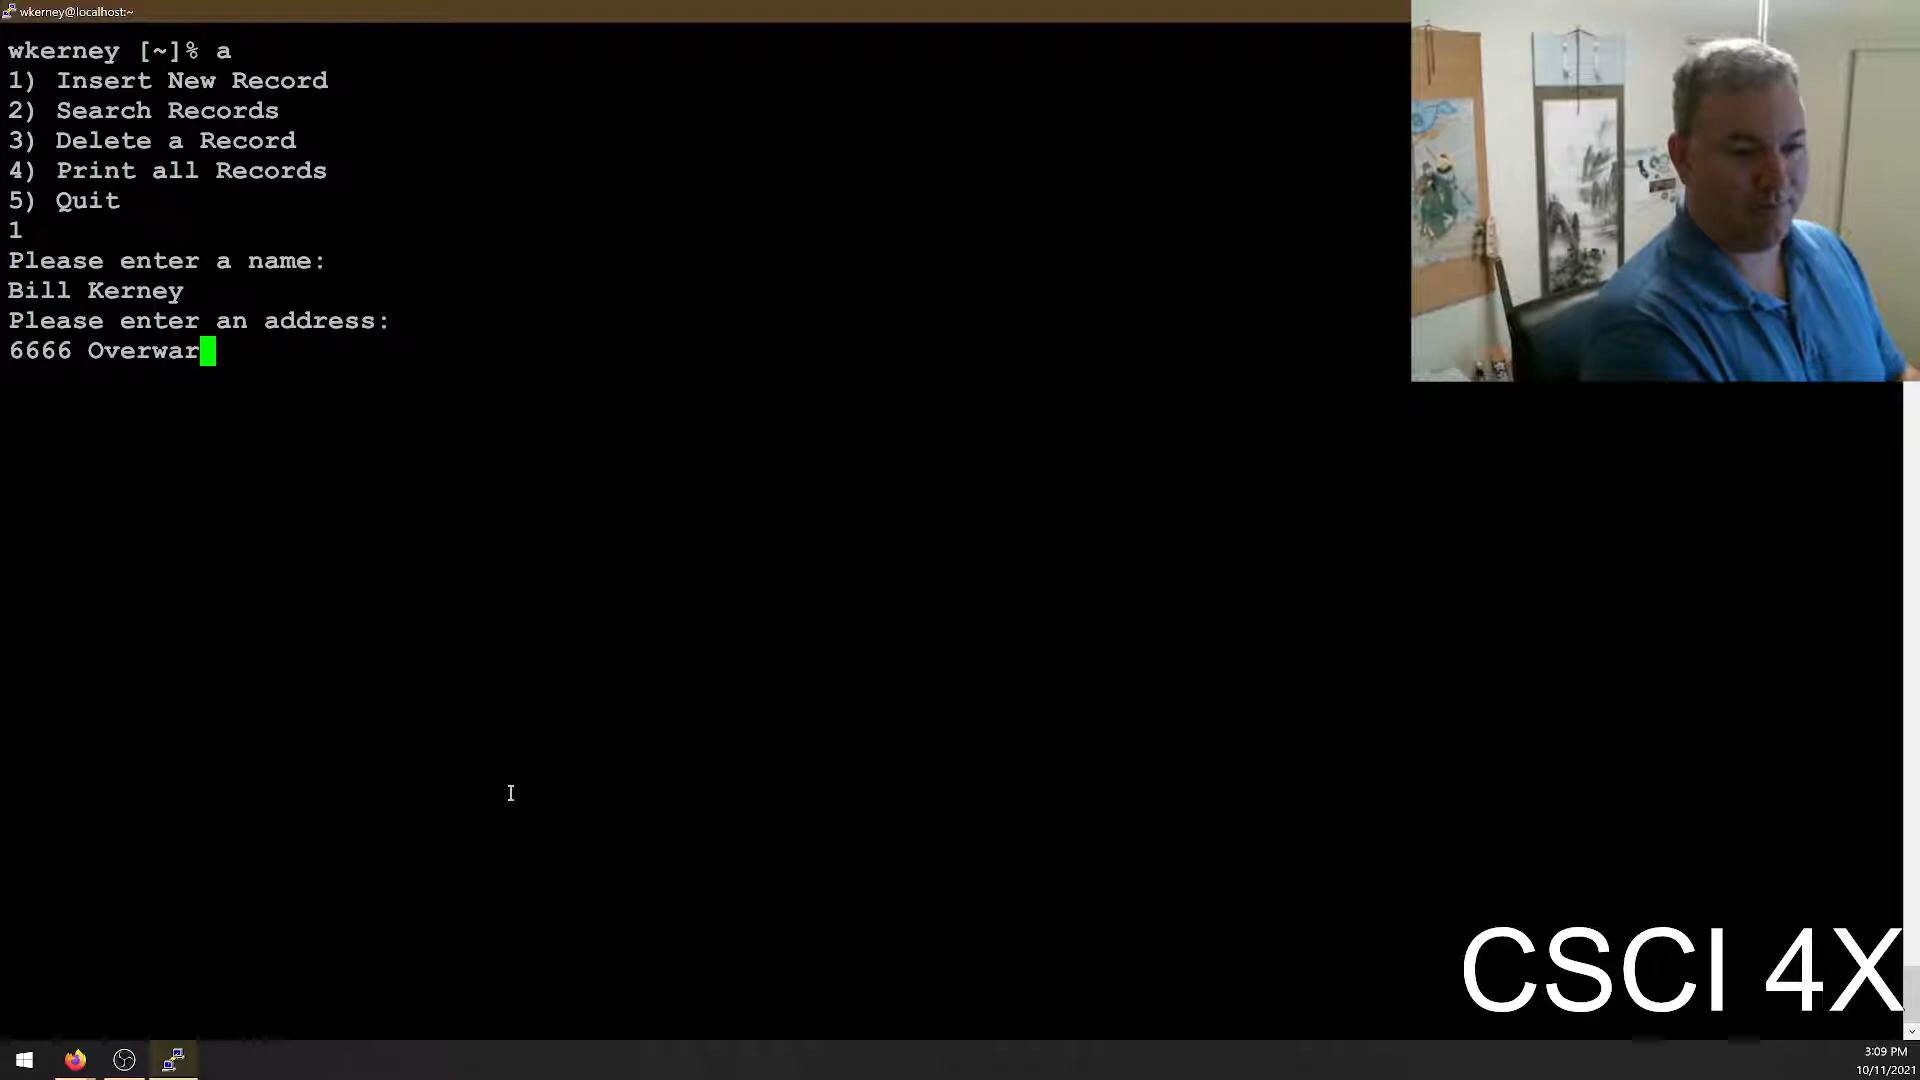 wkerney@localhost:~
wkerney [~]% a
1) Insert New Record
2) Search Records
3) Delete a Record
4) Print all Records
5) Quit
1
Please enter a name:
Bill Kerney
Please enter an address:
6666 Overwar
CSCI 4X
3:09 PM
10/11/2021